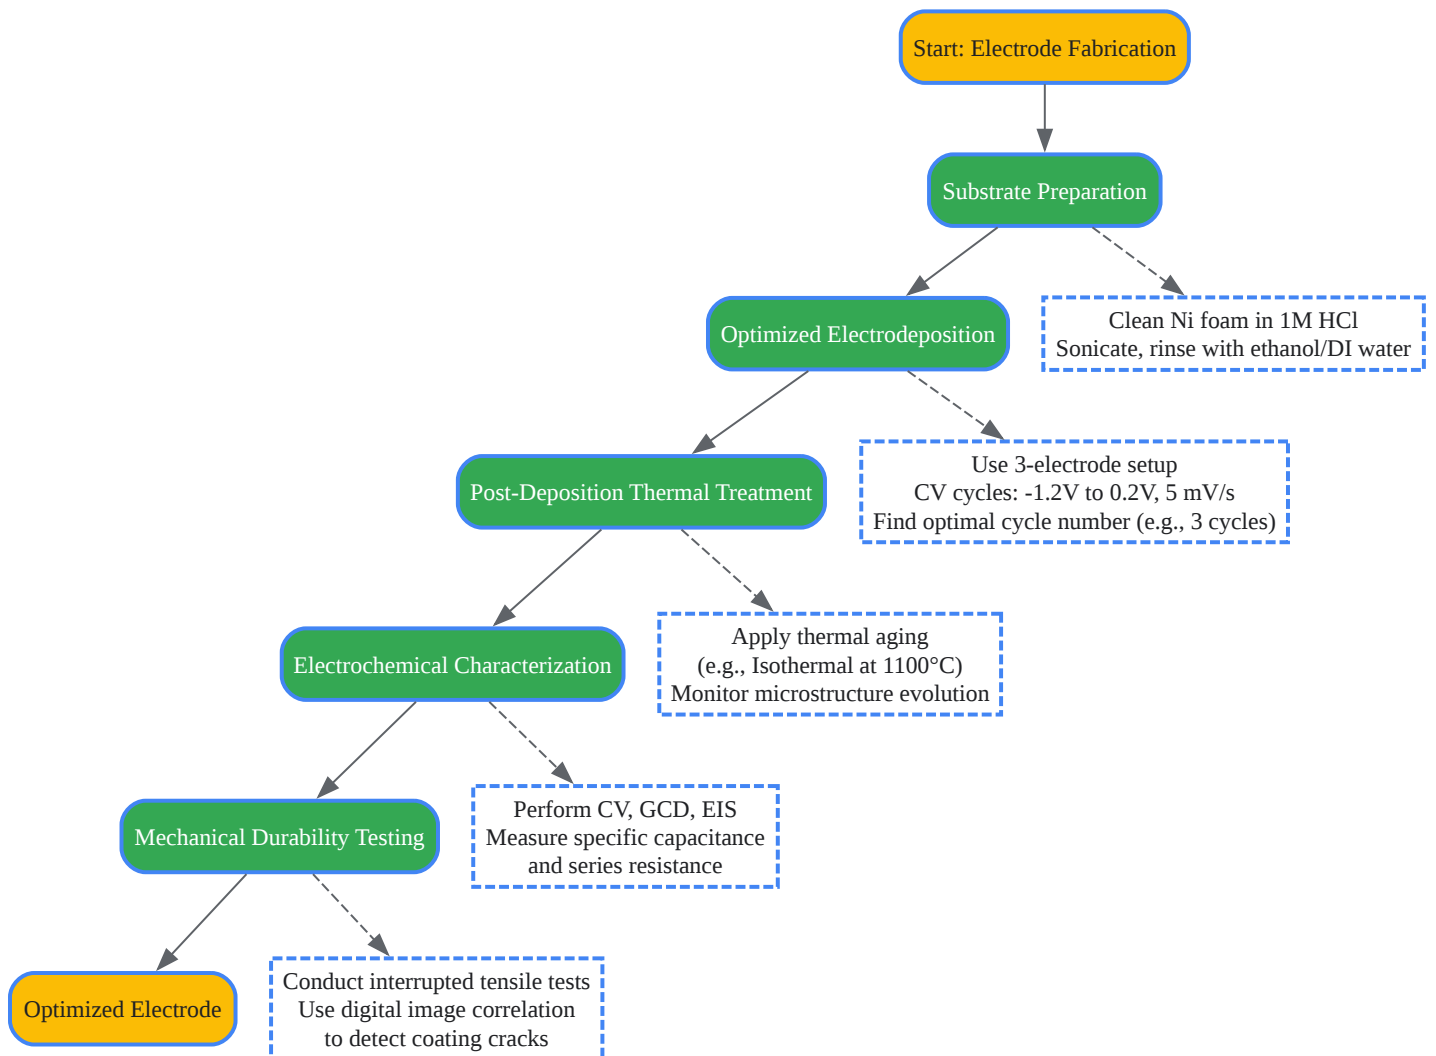 Start: Electrode Fabrication
Substrate Preparation
Clean Ni foam in 1M HCl
Sonicate, rinse with ethanol/DI water
Optimized Electrodeposition
Use 3-electrode setup
CV cycles: -1.2V to 0.2V, 5 mV/s
Find optimal cycle number (e.g., 3 cycles)
Post-Deposition Thermal Treatment
Apply thermal aging
(e.g., Isothermal at 1100°C)
Monitor microstructure evolution
Electrochemical Characterization
Perform CV, GCD, EIS
Measure specific capacitance
and series resistance
Mechanical Durability Testing
Conduct interrupted tensile tests
Use digital image correlation
to detect coating cracks
Optimized Electrode